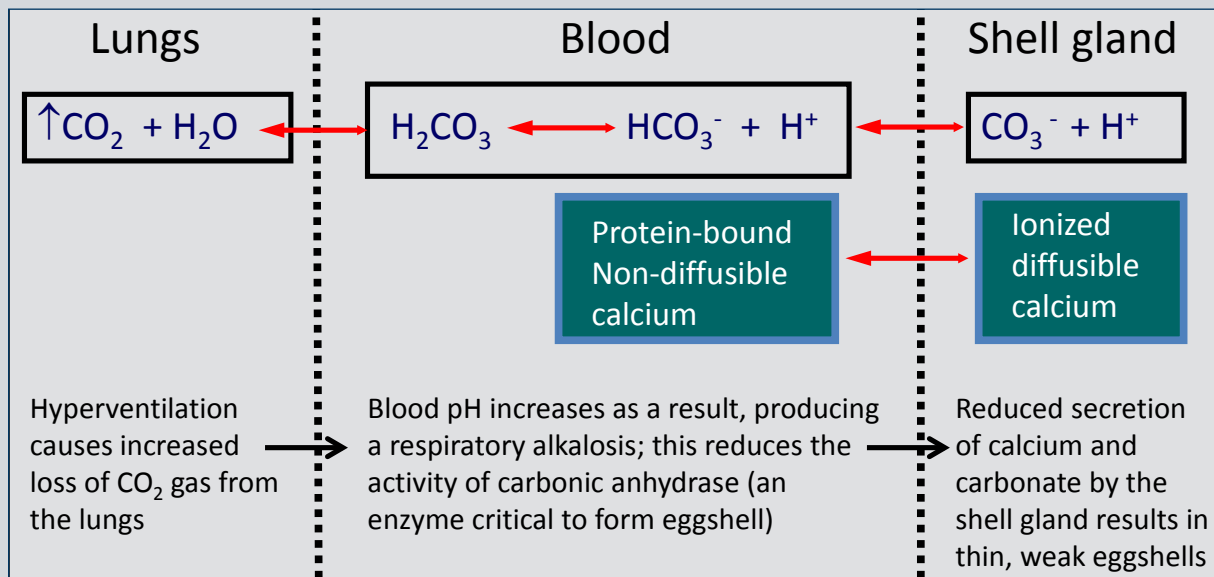 Lungs
Blood
Shell gland
↑CO₂ + H₂O
H₂CO₃
HCO₃⁻ + H⁺
CO₃⁻ + H⁺
Protein-bound
Non-diffusible
calcium
Ionized
diffusible
calcium
Hyperventilation
causes increased
loss of CO₂ gas from
the lungs
Blood pH increases as a result, producing
a respiratory alkalosis; this reduces the
activity of carbonic anhydrase (an
enzyme critical to form eggshell)
Reduced secretion
of calcium and
carbonate by the
shell gland results in
thin, weak eggshells